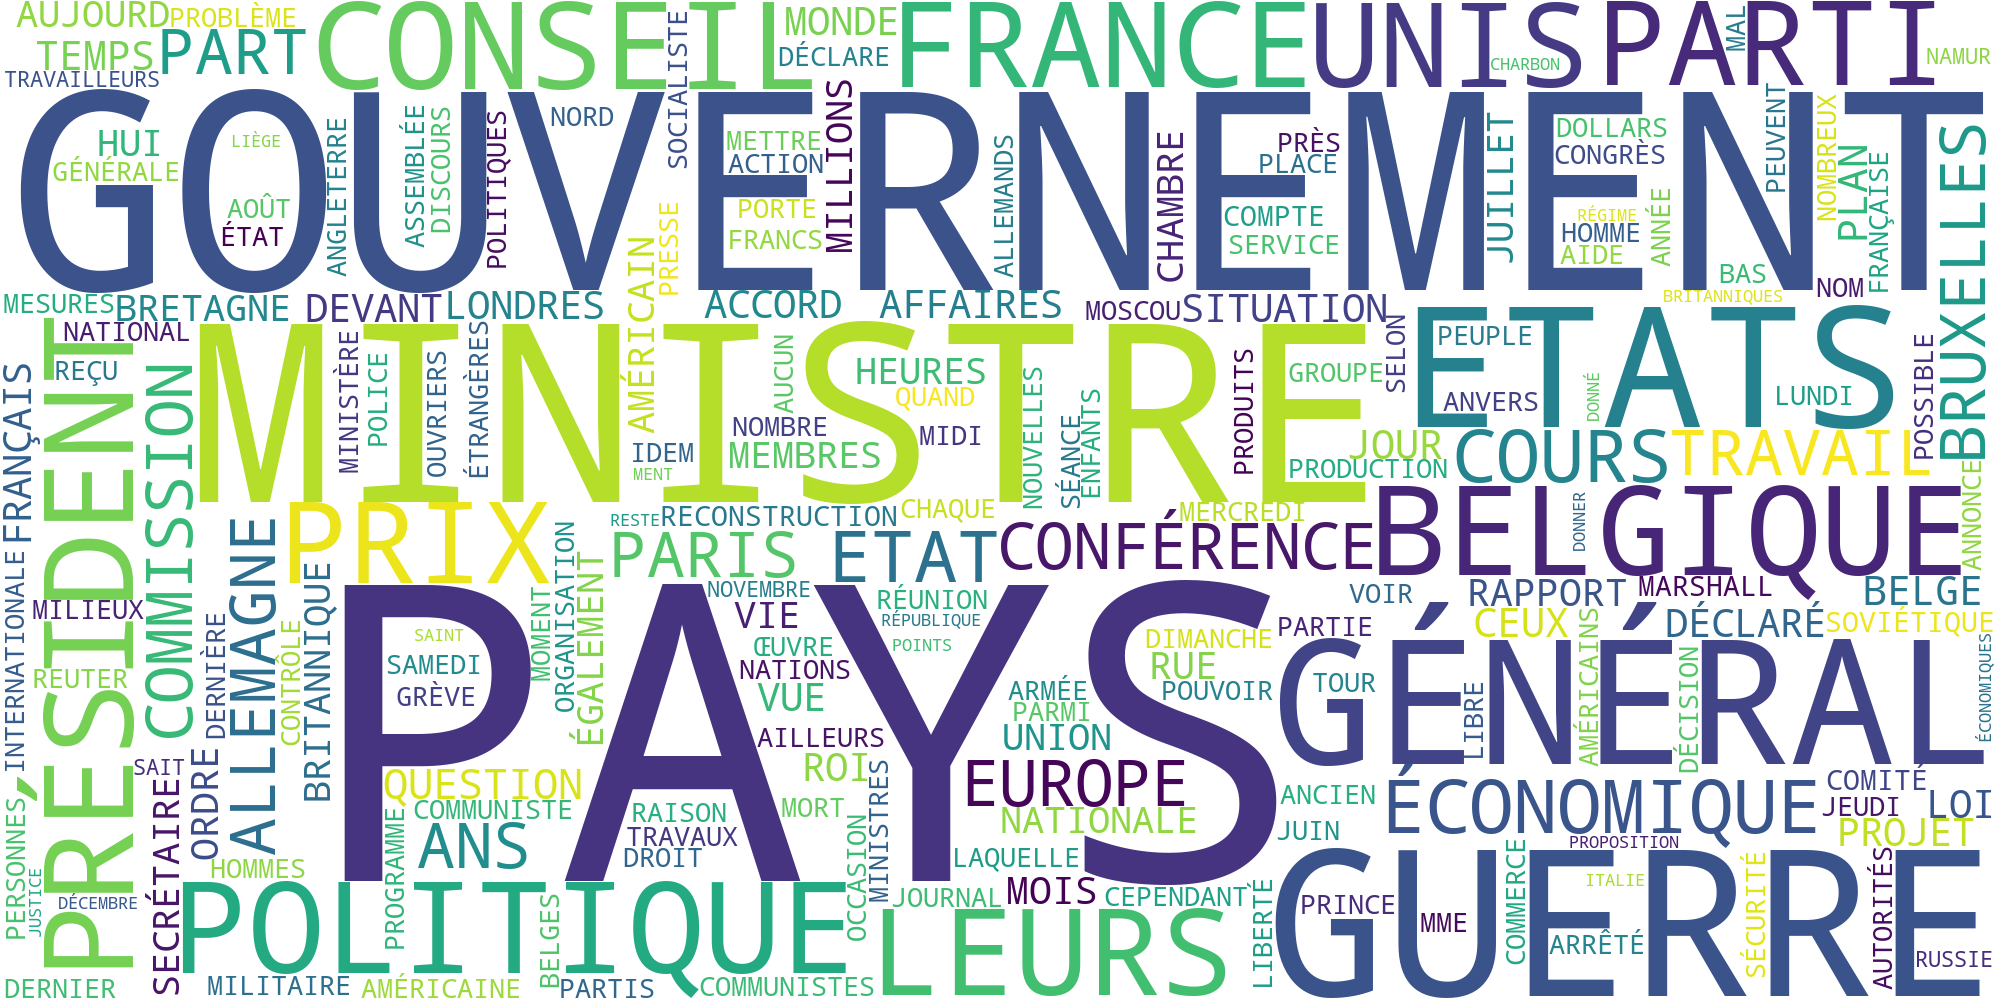 AUJOURD
PROBLÈME
TEMPS
PART
TRAVAILLEURS
CONSEIL
SOCIALISTE
MONDE
DÉCLARE
FRANCE
UNIS
CHARBON
PARTI
MAL
NAMUR
GOUVERNEMENT
HUI
GÉNÉRALE
LIÈGE
AOÛT
ÉTAT
ANGLETERRE
ASSEMBLÉE
DISCOURS
POLITIQUES
NORD
METTRE
ACTION
PORTE
FRANCS
PRESSE
MILLIONS
ALLEMANDS
CHAMBRE
PRÈS
PLACE
COMPTE
SERVICE
JUILLET
DOLLARS
CONGRÈS
RÉGIME
HOMME
AIDE
ANNÉE
PEUVENT
NOMBREUX
PLAN
FRANÇAISE
BAS
BRITANNIQUES
NOM
BRUXELLES
MESURES
BRETAGNE
DEVANT
LONDRES
AMÉRICAIN
ACCORD
AFFAIRES
MOSCOU
SITUATION
NATIONAL
REÇU
FRANÇAIS
PRÉSIDENT
COMMISSION
MINISTRE
MINISTÈRE
POLICE
OUVRIERS
ÉTRANGÈRES
AUCUN
HEURES
QUAND
NOMBRE
MIDI
IDEM
MENT
MEMBRES
NOUVELLES
SÉANCE
ENFANTS
PRODUITS
GROUPE
SELON
ETATS
PEUPLE
ANVERS
DONNÉ
LUNDI
POSSIBLE
JOUR
PRODUCTION
COURS
TRAVAIL
PRIX
RESTE
RECONSTRUCTION
CHAQUE
MERCREDI
BELGIQUE
DONNER
ANNONCE
ALLEMAGNE
PARIS
ETAT
CONFÉRENCE
INTERNATIONALE
MILIEUX
REUTER
DERNIÈRE
CONTRÔLE
BRITANNIQUE
PAYS
SAINT
SAMEDI
GRÈVE
MOMENT
ORGANISATION
ÉGALEMENT
NOVEMBRE
VIE
ŒUVRE
NATIONS
VUE
AILLEURS
RÉUNION
RÉPUBLIQUE
POINTS
ARMÉE
PARMI
UNION
DIMANCHE
RUE
POUVOIR
VOIR
PARTIE
RAPPORT
CEUX
MARSHALL
DÉCLARÉ
BELGE
SOVIÉTIQUE
GÉNÉRAL
TOUR
LIBRE
AMÉRICAINS
DÉCISION
ÉCONOMIQUES
SAIT
SECRÉTAIRE
ORDRE
QUESTION
COMMUNISTE
ANS
RAISON
TRAVAUX
DROIT
MORT
ROI
OCCASION
MINISTRES
EUROPE
NATIONALE
LAQUELLE
ANCIEN
JUIN
ÉCONOMIQUE
COMITÉ
JEUDI
LOI
PROJET
PROPOSITION
PERSONNES
JUSTICE
DÉCEMBRE
HOMMES
POLITIQUE
PROGRAMME
BELGES
JOURNAL
MOIS
CEPENDANT
LEURS
LIBERTÉ
GUERRE
PRINCE
MME
COMMERCE
ITALIE
ARRÊTÉ
SÉCURITÉ
AUTORITÉS
RUSSIE
DERNIER
MILITAIRE
AMÉRICAINE
PARTIS
COMMUNISTES